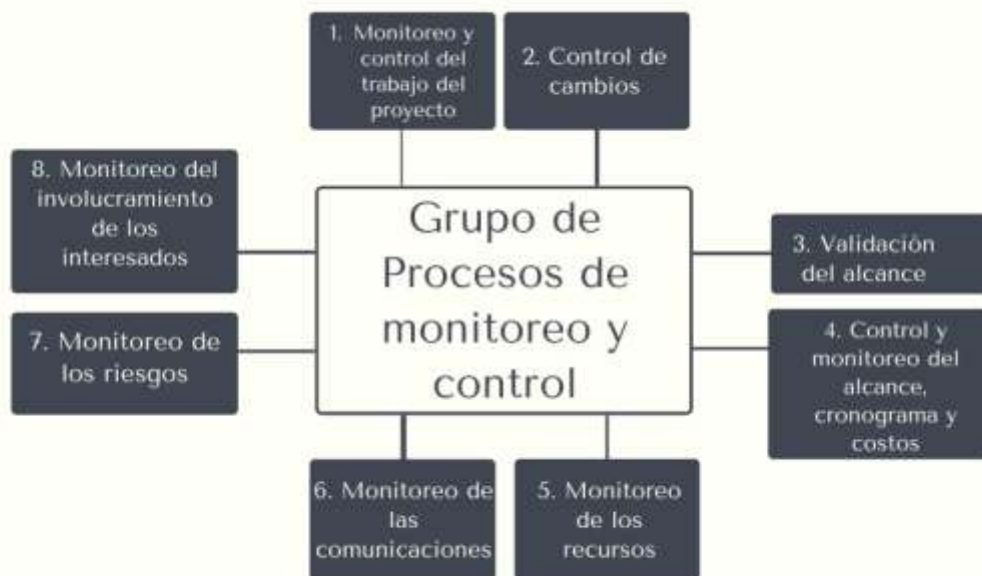 1. Monitoreo y
control del
trabajo del
proyecto
2. Control de
cambios
8. Monitoreo del
involucramiento
de los
interesados
Grupo de
Procesos de
monitoreo y
control
3. Validación
del alcance
7. Monitoreo de
los riesgos
4. Control y
monitoreo del
alcance,
cronograma y
costos
6. Monitoreo de
las
comunicaciones
5. Monitoreo
de los
recursos